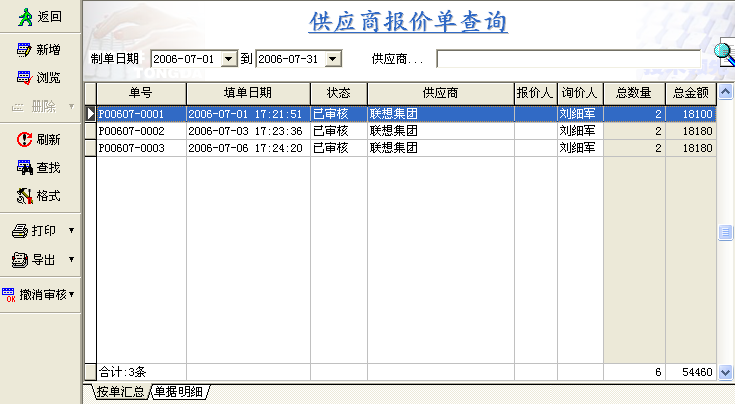 供应商报价单查询
返回
新增
浏览
删除
刷新
查找
格式
打印
导出
撤消审核
OK
制单日期 2006-07-01 到 2006-07-31 供应商...
单号 填单日期 状态 供应商 报价人 询价人 总数量 总金额
P00607-0001 2006-07-01 17:21:51 已审核 联想集团 刘细军 2 18100
P00607-0002 2006-07-03 17:23:36 已审核 联想集团 刘细军 2 18180
P00607-0003 2006-07-06 17:24:20 已审核 联想集团 刘细军 2 18180
合计:3条 6 54460
按单汇总 单据明细